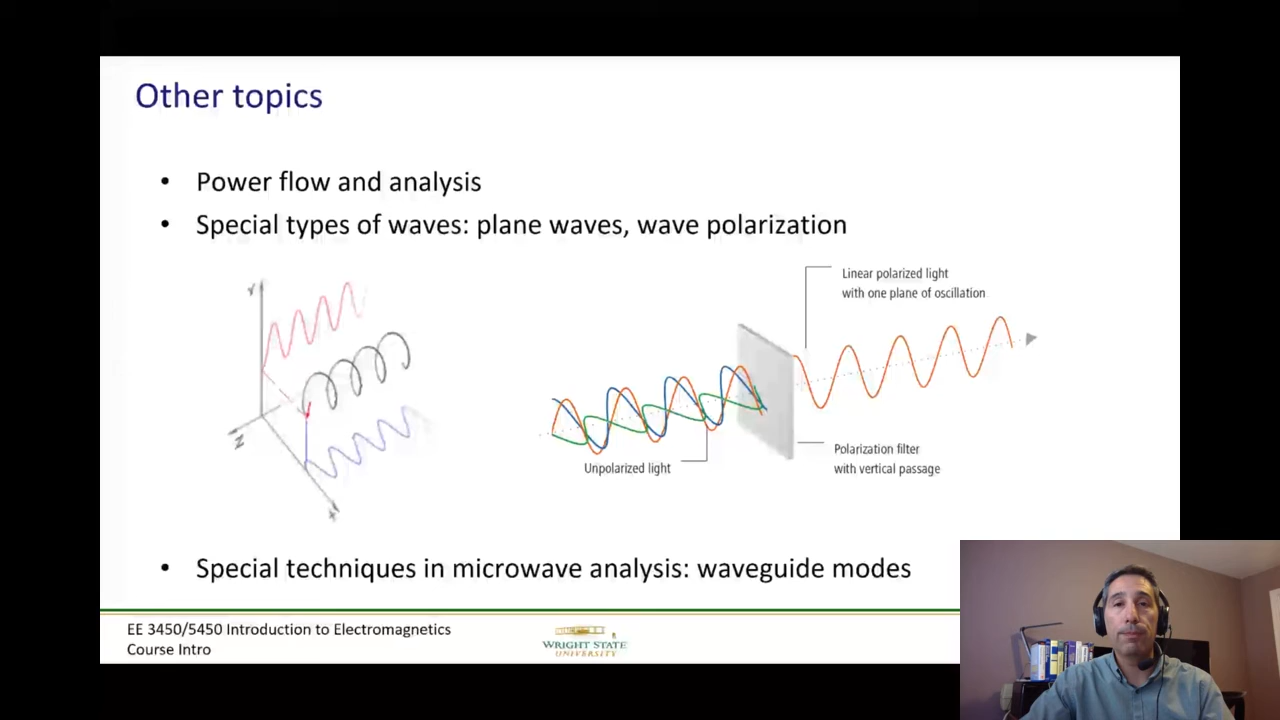 Other topics
• Power flow and analysis
• Special types of waves: plane waves, wave polarization
Linear polarized light
with one plane of oscillation
Y
Z
X
Unpolarized light
Polarization filter
with vertical passage
• Special techniques in microwave analysis: waveguide modes
EE 3450/5450 Introduction to Electromagnetics
Course Intro
WRIGHT STATE
UNIVERSITY